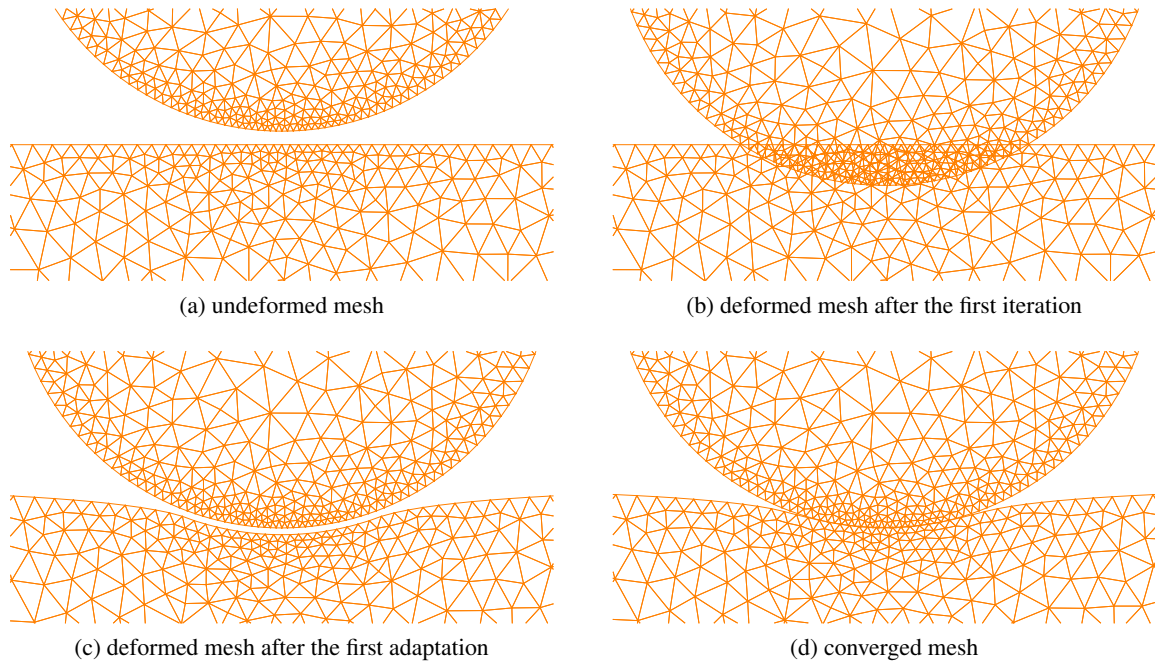 (a) undeformed mesh
(b) deformed mesh after the first iteration
(c) deformed mesh after the first adaptation
(d) converged mesh